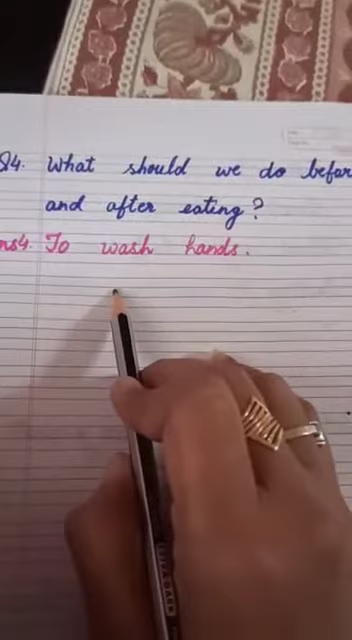 Q4. What should we do befor
and after eating?
ns4. To wash hands.